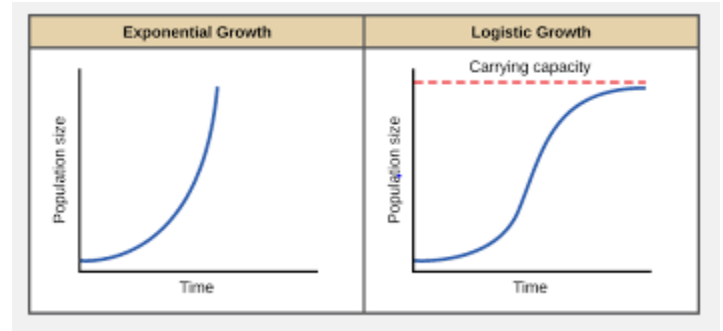 Exponential Growth
Population size
Time
Logistic Growth
Carrying capacity
Population size
Time